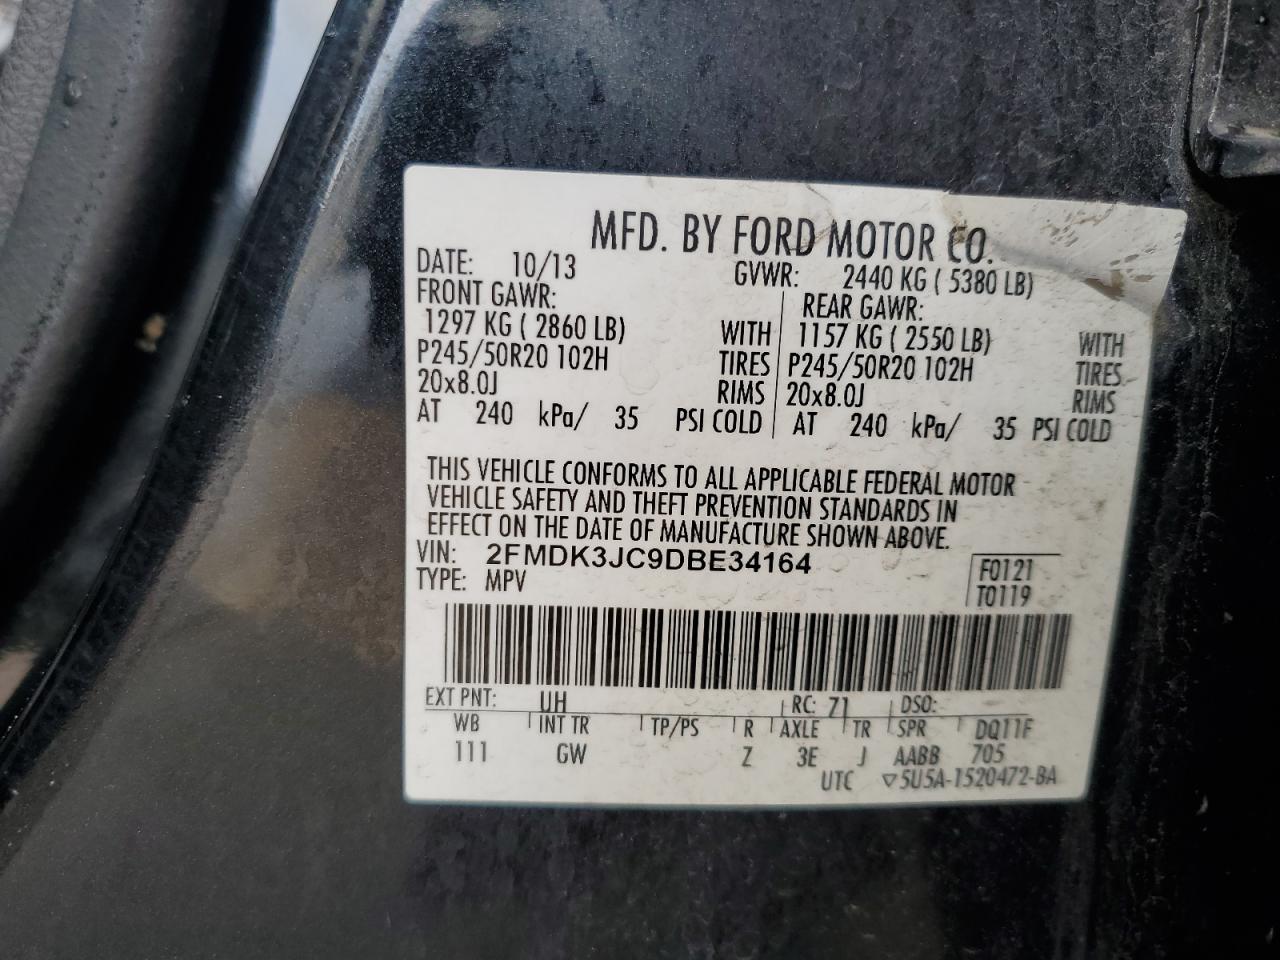 MFD. BY FORD MOTOR CO.
DATE: 10/13 GVWR: 2440 KG ( 5380 LB)
FRONT GAWR: REAR GAWR:
1297 KG ( 2860 LB) WITH 1157 KG ( 2550 LB) WITH
P245/50R20 102H TIRES P245/50R20 102H TIRES
20x8.0J RIMS 20x8.0J RIMS
AT 240 kPa/ 35 PSI COLD AT 240 kPa/ 35 PSI COLD
THIS VEHICLE CONFORMS TO ALL APPLICABLE FEDERAL MOTOR
VEHICLE SAFETY AND THEFT PREVENTION STANDARDS IN
EFFECT ON THE DATE OF MANUFACTURE SHOWN ABOVE.
VIN: 2FMDK3JC9DBE34164 F0121
TYPE: MPV T0119
EXT PNT: UH RC: 71 DSO:
WB INT TR TP/PS R AXLE TR SPR DQ11F
111 GW Z 3E J AABB 705
UTC ▽5U5A-1520472-BA